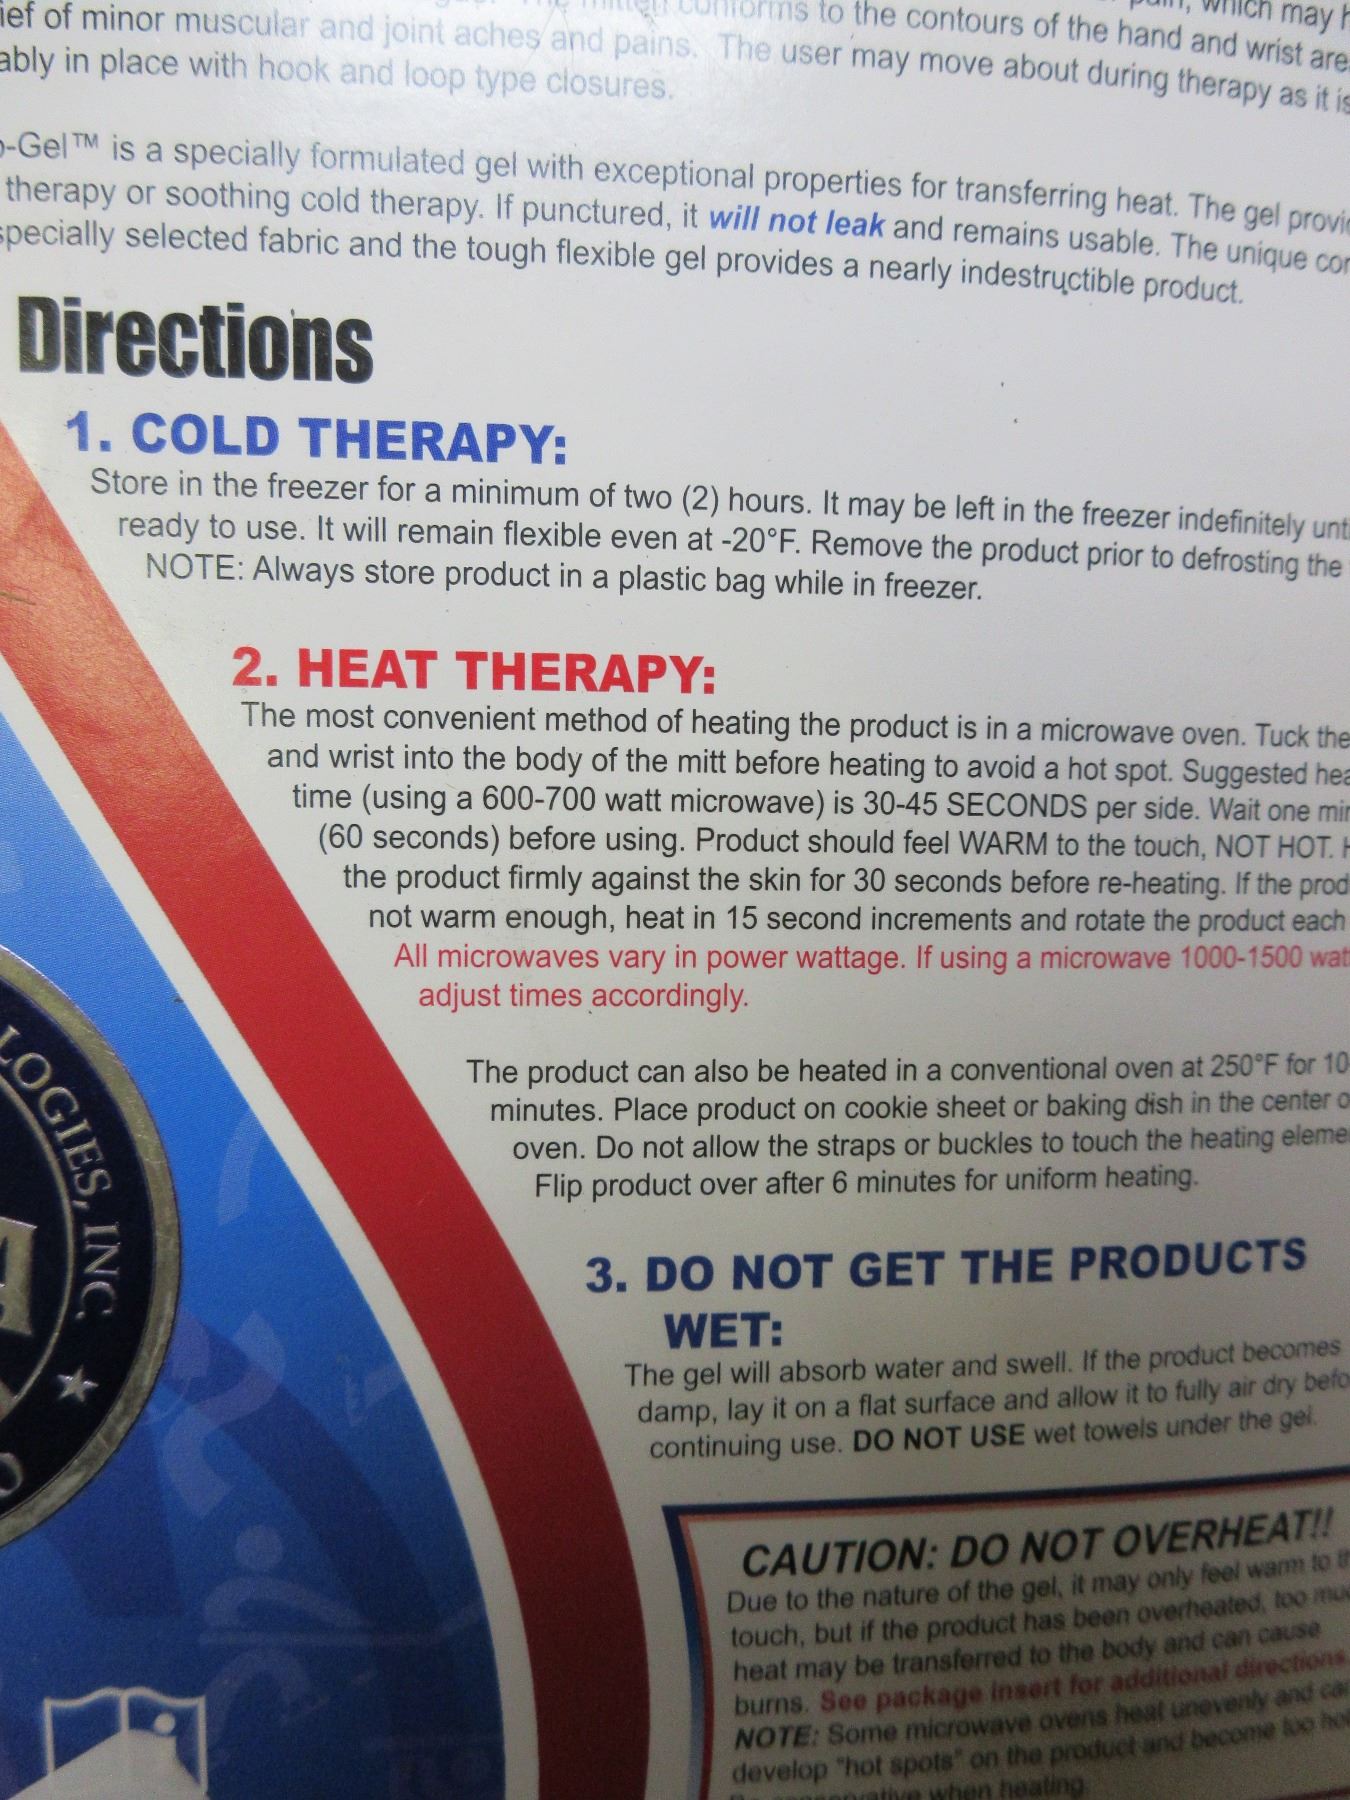 ief of minor muscular and joint aches and pains. The mitten conforms to the contours of the hand and wrist are
ably in place with hook and loop type closures. The user may move about during therapy as it is
-Gel™ is a specially formulated gel with exceptional properties for transferring heat. The gel provi
therapy or soothing cold therapy. If punctured, it will not leak and remains usable. The unique co
specially selected fabric and the tough flexible gel provides a nearly indestructible product.
Directions
1. COLD THERAPY:
Store in the freezer for a minimum of two (2) hours. It may be left in the freezer indefinitely unt
ready to use. It will remain flexible even at -20°F. Remove the product prior to defrosting the
NOTE: Always store product in a plastic bag while in freezer.
2. HEAT THERAPY:
The most convenient method of heating the product is in a microwave oven. Tuck the
and wrist into the body of the mitt before heating to avoid a hot spot. Suggested hea
time (using a 600-700 watt microwave) is 30-45 SECONDS per side. Wait one min
(60 seconds) before using. Product should feel WARM to the touch, NOT HOT. H
the product firmly against the skin for 30 seconds before re-heating. If the prod
not warm enough, heat in 15 second increments and rotate the product each
All microwaves vary in power wattage. If using a microwave 1000-1500 wat
adjust times accordingly.
The product can also be heated in a conventional oven at 250°F for 10-
minutes. Place product on cookie sheet or baking dish in the center o
oven. Do not allow the straps or buckles to touch the heating eleme
Flip product over after 6 minutes for uniform heating.
3. DO NOT GET THE PRODUCTS
WET:
The gel will absorb water and swell. If the product becomes
damp, lay it on a flat surface and allow it to fully air dry befo
continuing use. DO NOT USE wet towels under the gel.
LOGIES, INC.
CAUTION: DO NOT OVERHEAT!!
Due to the nature of the gel, it may only feel warm to th
touch, but if the product has been overheated, too muc
heat may be transferred to the body and can cause
burns. See package insert for additional directions
NOTE: Some microwave ovens heat unevenly and ca
develop "hot spots" on the product and become too ho
when heating.